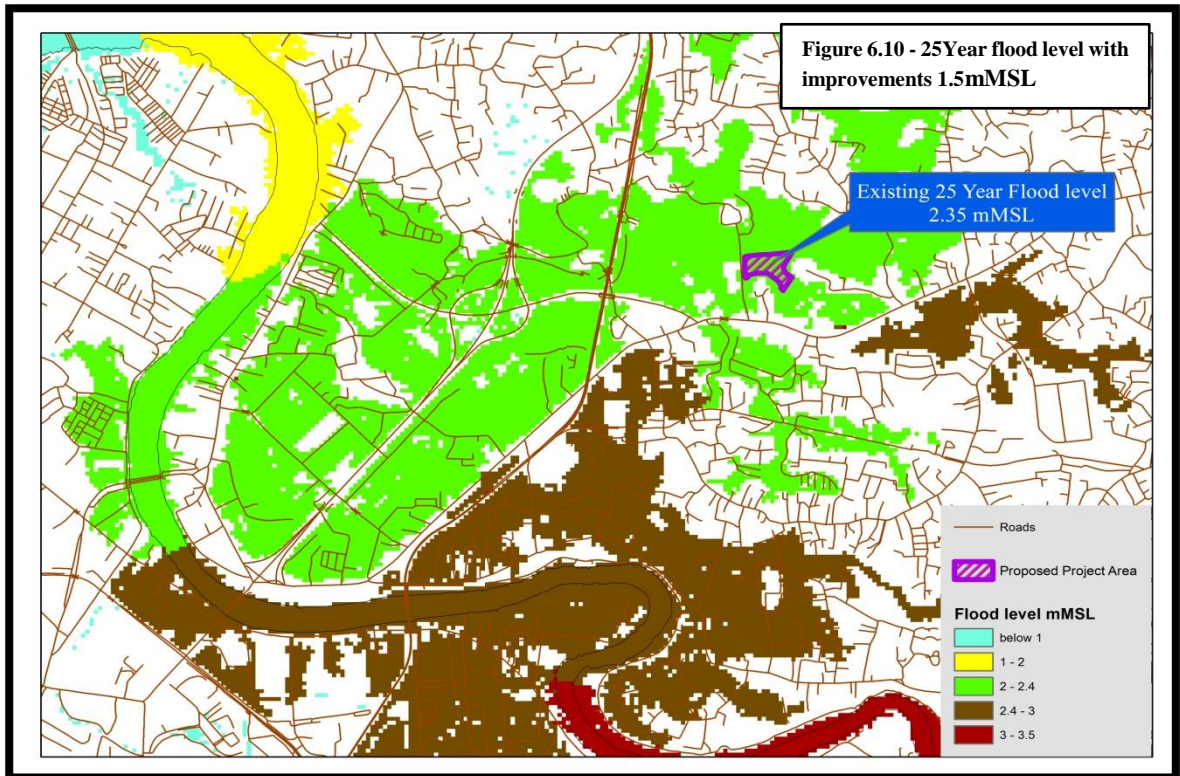 Figure 6.10 - 25Year flood level with
improvements 1.5mMSL
Existing 25 Year Flood level
2.35 mMSL
Roads
Proposed Project Area
Flood level mMSL
below 1
1 - 2
2 - 2.4
2.4 - 3
3 - 3.5